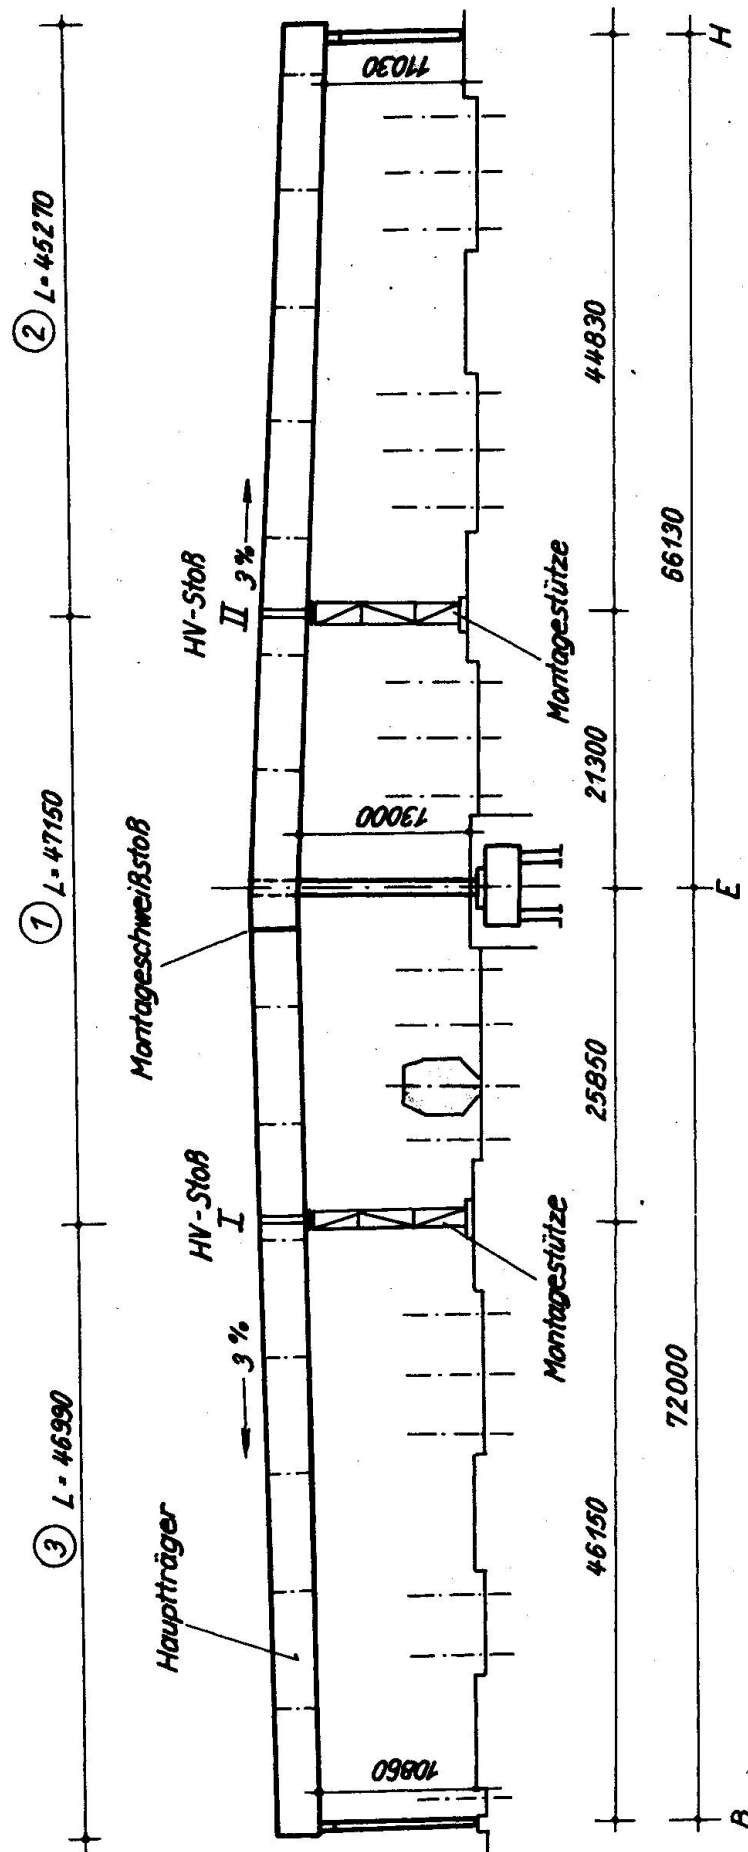 ③ L = 46990
① L = 47150
② L = 45270
Hauptträger
3 %
HV-Stoß
I
Montageschweißstoß
HV-Stoß
II
3 %
10860
13000
11030
Montagestütze
Montagestütze
46150
25850
21300
44830
72000
66130
B
E
H